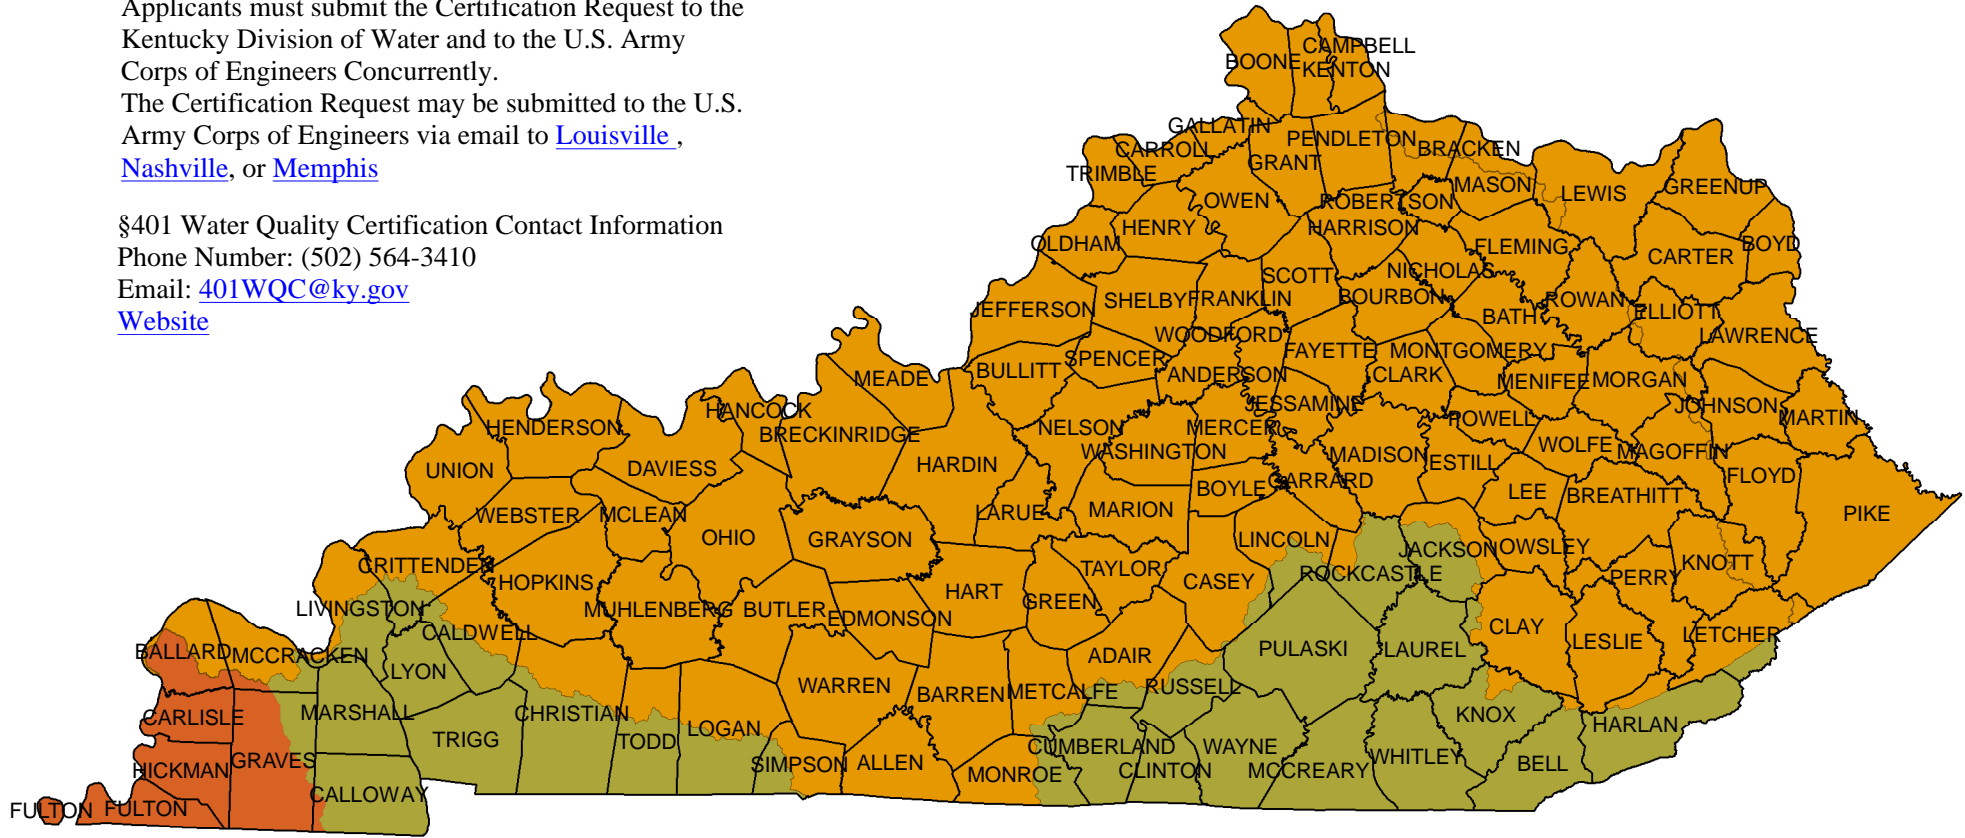 Applicants must submit the Certification Request to the
Kentucky Division of Water and to the U.S. Army
Corps of Engineers Concurrently.
The Certification Request may be submitted to the U.S.
Army Corps of Engineers via email to Louisville ,
Nashville, or Memphis
§401 Water Quality Certification Contact Information
Phone Number: (502) 564-3410
Email: 401WQC@ky.gov
Website
CAMPBELL
BOONE
KENTON
GALLATIN
PENDLETON
CARROLL
BRACKEN
GRANT
TRIMBLE
MASON
LEWIS
GREENUP
OWEN
ROBERTSON
HENRY
HARRISON
OLDHAM
FLEMING
BOYD
CARTER
SCOTT
NICHOLAS
SHELBY
FRANKLIN
BOURBON
ROWAN
JEFFERSON
BATH
ELLIOTT
WOODFORD
LAWRENCE
SPENCER
FAYETTE
MONTGOMERY
BULLITT
ANDERSON
CLARK
MEADE
MENIFEE
MORGAN
JESSAMINE
JOHNSON
HANCOCK
MARTIN
POWELL
HENDERSON
BRECKINRIDGE
NELSON
MERCER
WASHINGTON
WOLFE
MAGOFFIN
MADISON
UNION
DAVIESS
HARDIN
ESTILL
FLOYD
GARRARD
BOYLE
LEE
BREATHITT
WEBSTER
MCLEAN
LARUE
MARION
PIKE
OHIO
GRAYSON
LINCOLN
JACKSON
OWSLEY
CRITTENDEN
TAYLOR
ROCKCASTLE
KNOTT
HOPKINS
CASEY
PERRY
HART
GREEN
LIVINGSTON
MUHLENBERG
BUTLER
EDMONSON
CALDWELL
CLAY
LESLIE
LETCHER
BALLARD
MCCRACKEN
ADAIR
PULASKI
LAUREL
LYON
WARREN
BARREN
METCALFE
RUSSELL
CARLISLE
MARSHALL
CHRISTIAN
KNOX
HARLAN
LOGAN
TRIGG
TODD
CUMBERLAND
WAYNE
WHITLEY
HICKMAN
GRAVES
SIMPSON
ALLEN
MONROE
CLINTON
MCCREARY
BELL
CALLOWAY
FULTON
FULTON